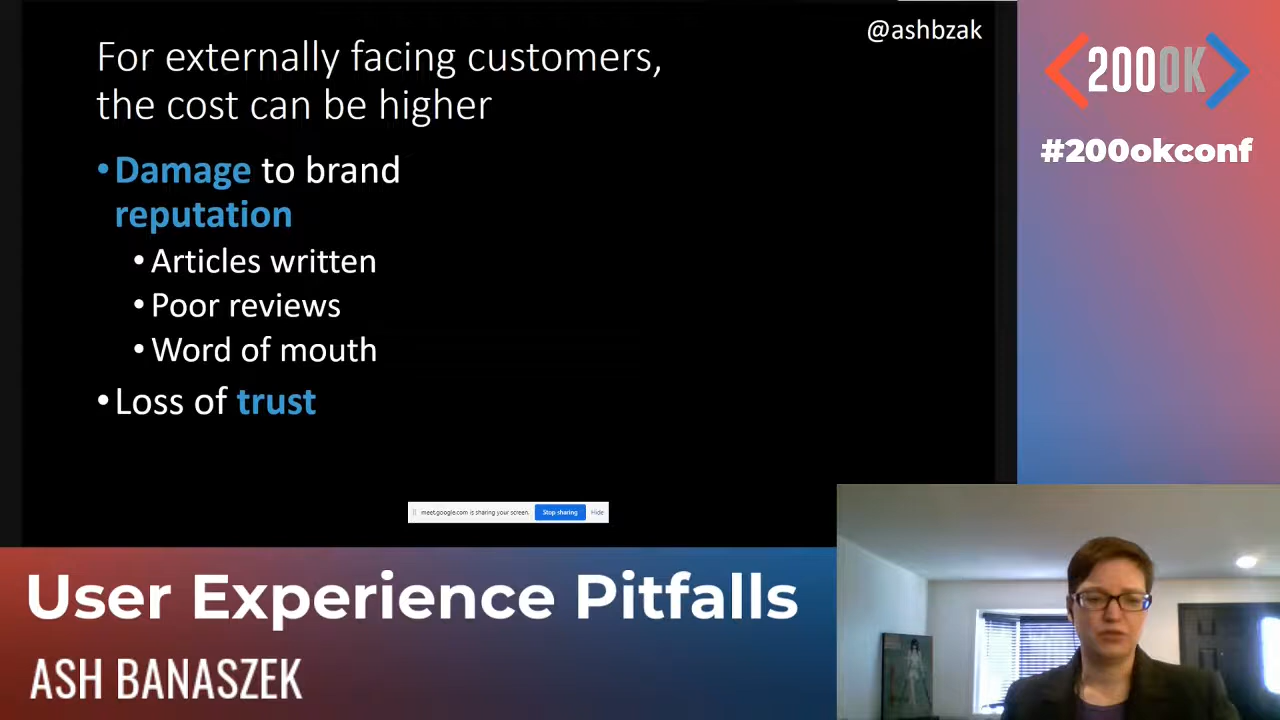 @ashbzak
For externally facing customers,
the cost can be higher
• Damage to brand
reputation
• Articles written
• Poor reviews
• Word of mouth
• Loss of trust
meet.google.com is sharing your screen. Stop sharing Hide
<200OK>
#200okconf
User Experience Pitfalls
ASH BANASZEK